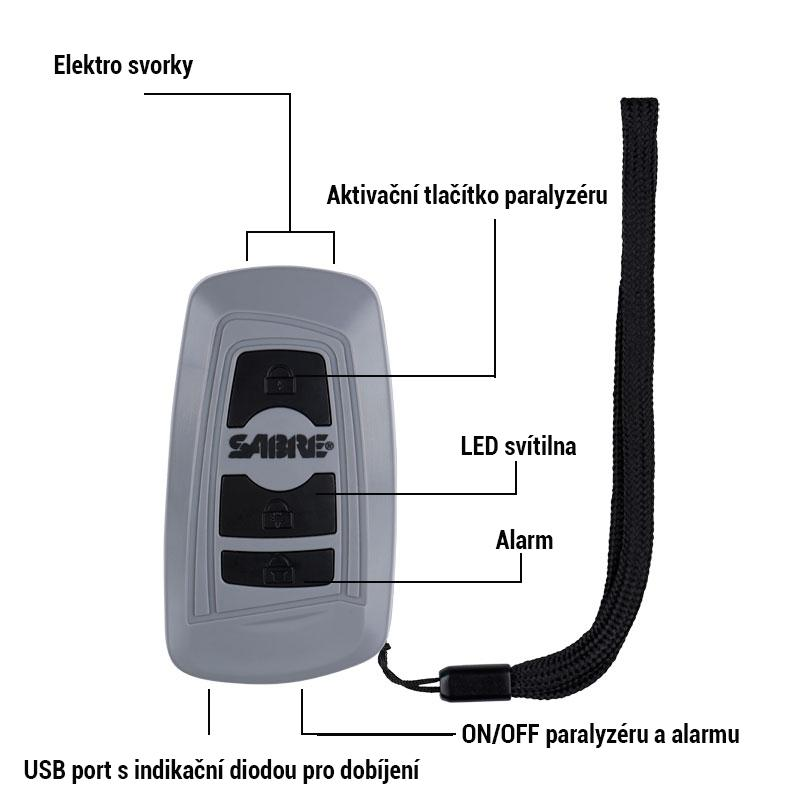 Elektro svorky
Aktivační tlačítko paralyzéru
SABRE®
LED svítilna
Alarm
ON/OFF paralyzéru a alarmu
USB port s indikační diodou pro dobíjení